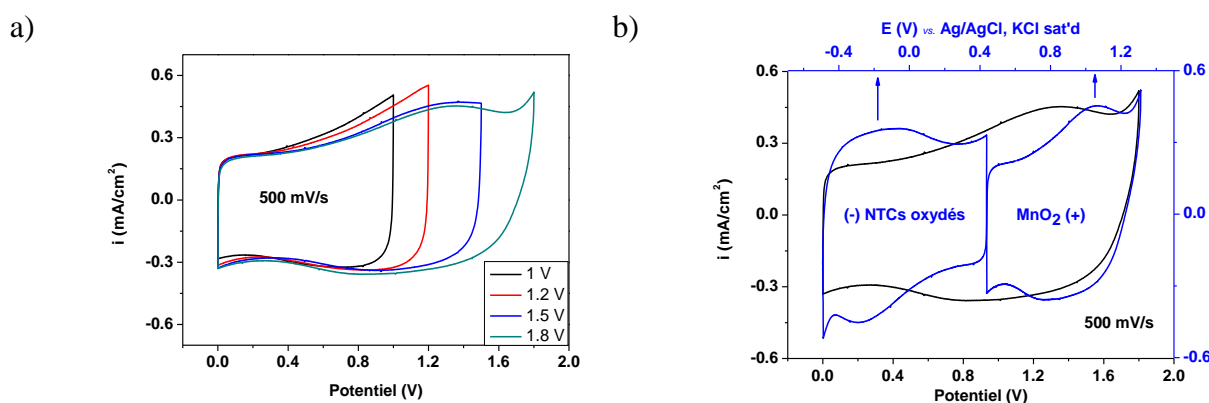 a)
0.6
0.3
0.0
-0.3
-0.6
i (mA/cm²)
500 mV/s
1 V
1.2 V
1.5 V
1.8 V
0.0 0.4 0.8 1.2 1.6 2.0
Potentiel (V)
b)
E (V) vs. Ag/AgCl, KCl sat'd
-0.4 0.0 0.4 0.8 1.2
0.6
0.3
0.0
-0.3
-0.6
i (mA/cm²)
0.6
0.0
-0.6
(-) NTCs oxydés
MnO₂ (+)
500 mV/s
0.0 0.4 0.8 1.2 1.6 2.0
Potentiel (V)